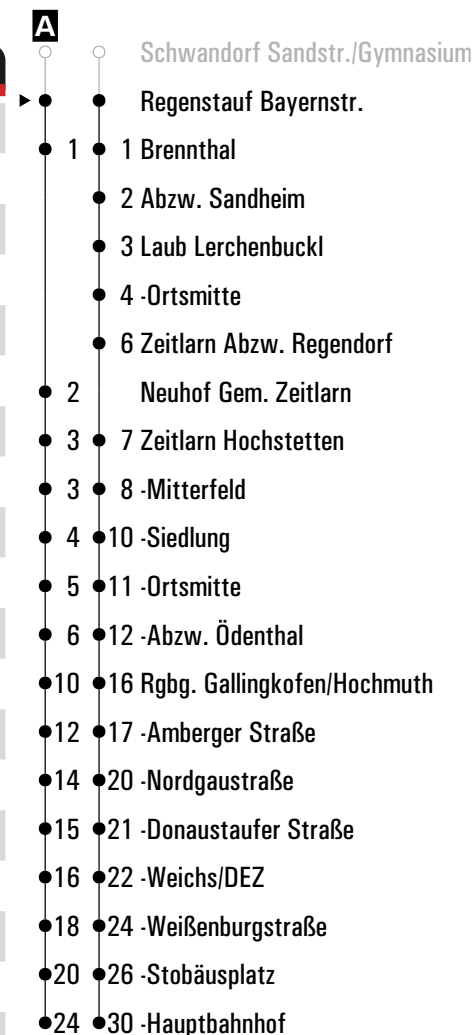 A
Schwandorf Sandstr./Gymnasium
Regenstauf Bayernstr.
1 1 Brennthal
2 Abzw. Sandheim
3 Laub Lerchenbuckl
4 -Ortsmitte
6 Zeitlarn Abzw. Regendorf
2 Neuhof Gem. Zeitlarn
3 7 Zeitlarn Hochstetten
3 8 -Mitterfeld
4 10 -Siedlung
5 11 -Ortsmitte
6 12 -Abzw. Ödenthal
10 16 Rgbg. Gallingkofen/Hochmuth
12 17 -Amberger Straße
14 20 -Nordgaustraße
15 21 -Donaustaufer Straße
16 22 -Weichs/DEZ
18 24 -Weißenburgstraße
20 26 -Stobäusplatz
24 30 -Hauptbahnhof